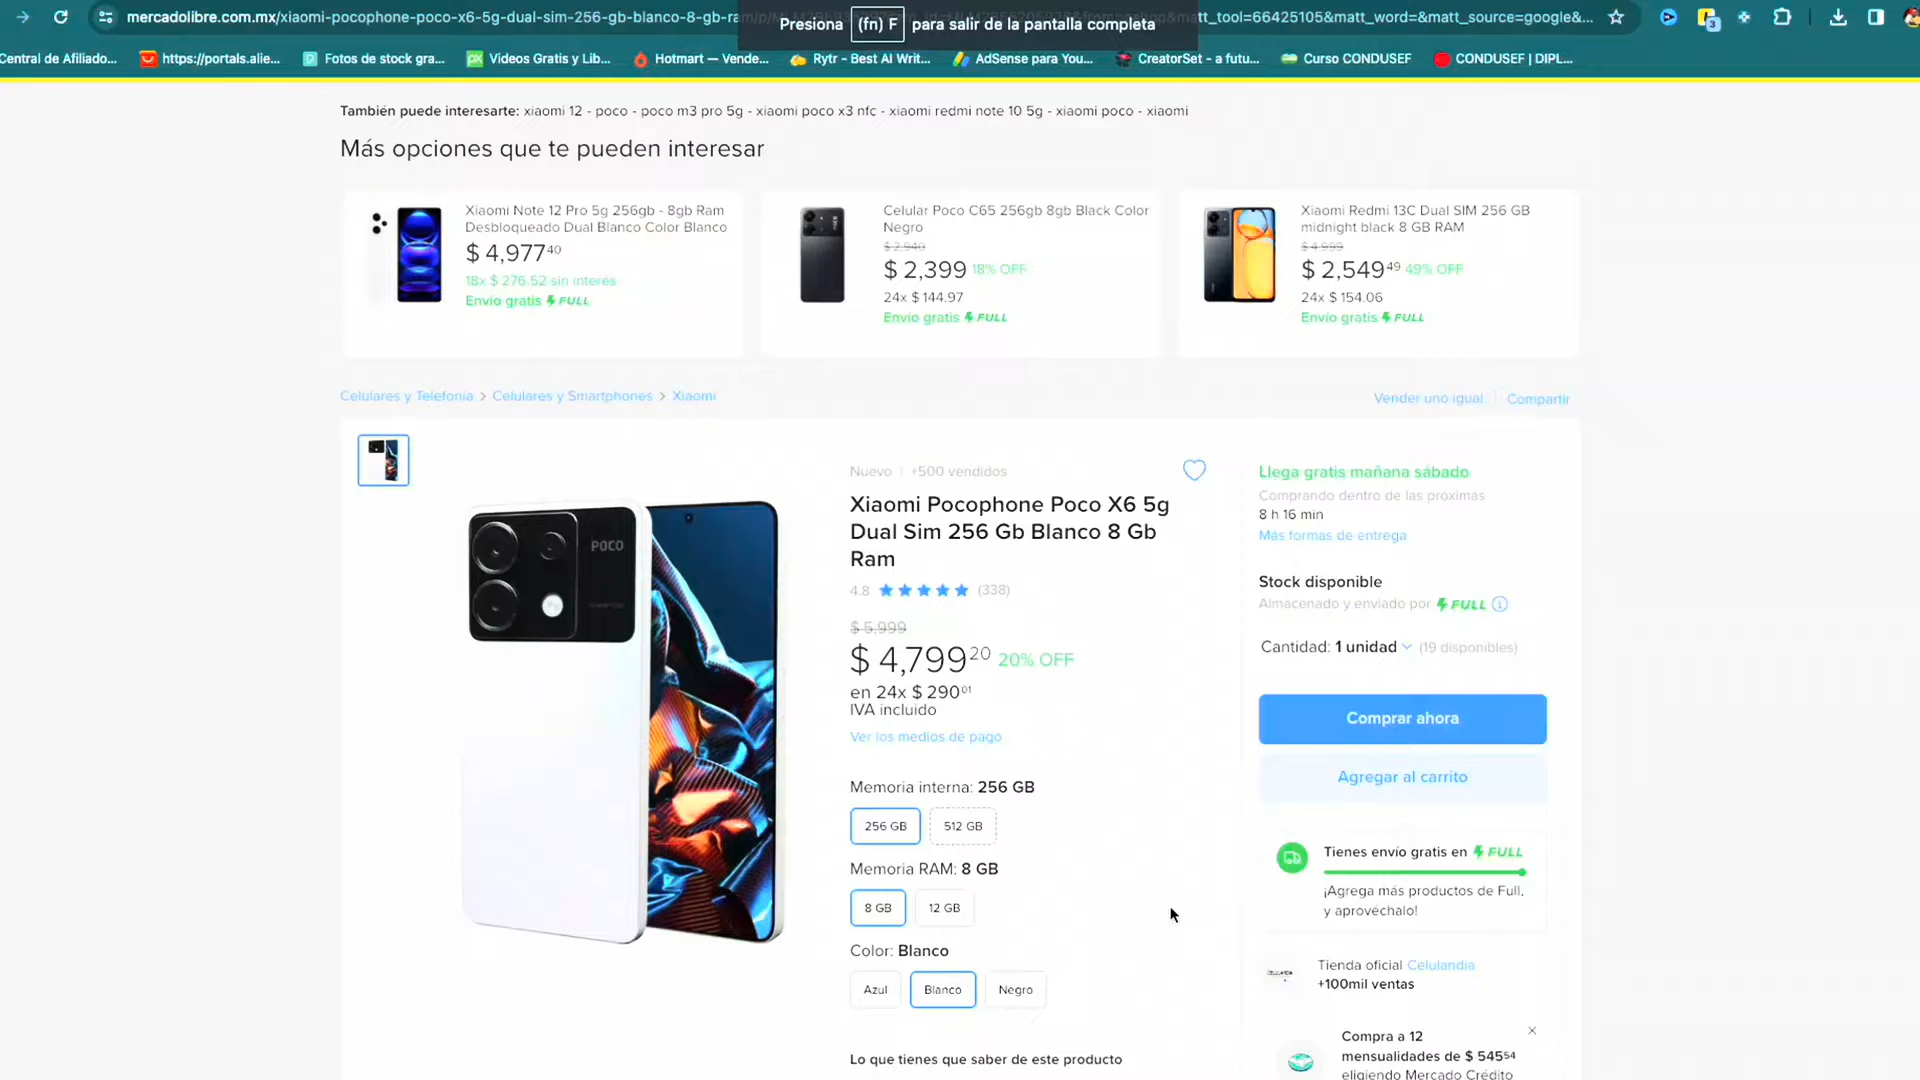 mercadolibre.com.mx/xiaomi-pocophone-poco-x6-5g-dual-sim-256-gb-blanco-8-gb-ram/p/
matt_tool=66425105&matt_word=&matt_source=google&...
Presiona (fn) F para salir de la pantalla completa
3
Central de Afiliado...
https://portals.alie...
Fotos de stock gra...
Videos Gratis y Lib...
Hotmart — Vende...
Rytr - Best AI Writ...
AdSense para You...
CreatorSet - a futu...
Curso CONDUSEF
CONDUSEF | DIPL...
También puede interesarte: xiaomi 12 - poco - poco m3 pro 5g - xiaomi poco x3 nfc - xiaomi redmi note 10 5g - xiaomi poco - xiaomi
Más opciones que te pueden interesar
Xiaomi Note 12 Pro 5g 256gb - 8gb Ram
Desbloqueado Dual Blanco Color Blanco
$ 4,977 40
18x $ 276.52 sin interés
Envío gratis FULL
Celular Poco C65 256gb 8gb Black Color
Negro
$ 2,940
$ 2,399 18% OFF
24x $ 144.97
Envío gratis FULL
Xiaomi Redmi 13C Dual SIM 256 GB
midnight black 8 GB RAM
$ 4,999
$ 2,549 49 49% OFF
24x $ 154.06
Envío gratis FULL
Celulares y Telefonía > Celulares y Smartphones > Xiaomi
Vender uno igual
Compartir
POCO
Nuevo | +500 vendidos
Xiaomi Pocophone Poco X6 5g
Dual Sim 256 Gb Blanco 8 Gb
Ram
4.8 (338)
$ 5,999
$ 4,799 20 20% OFF
en 24x $ 290 01
IVA incluido
Ver los medios de pago
Memoria interna: 256 GB
256 GB
512 GB
Memoria RAM: 8 GB
8 GB
12 GB
Color: Blanco
Azul
Blanco
Negro
Lo que tienes que saber de este producto
Llega gratis mañana sábado
Comprando dentro de las próximas
8 h 16 min
Más formas de entrega
Stock disponible
Almacenado y enviado por FULL
Cantidad: 1 unidad (19 disponibles)
Comprar ahora
Agregar al carrito
Tienes envío gratis en FULL
¡Agrega más productos de Full,
y aprovéchalo!
Tienda oficial Celulandia
+100mil ventas
Compra a 12
mensualidades de $ 545 54
eligiendo Mercado Crédito